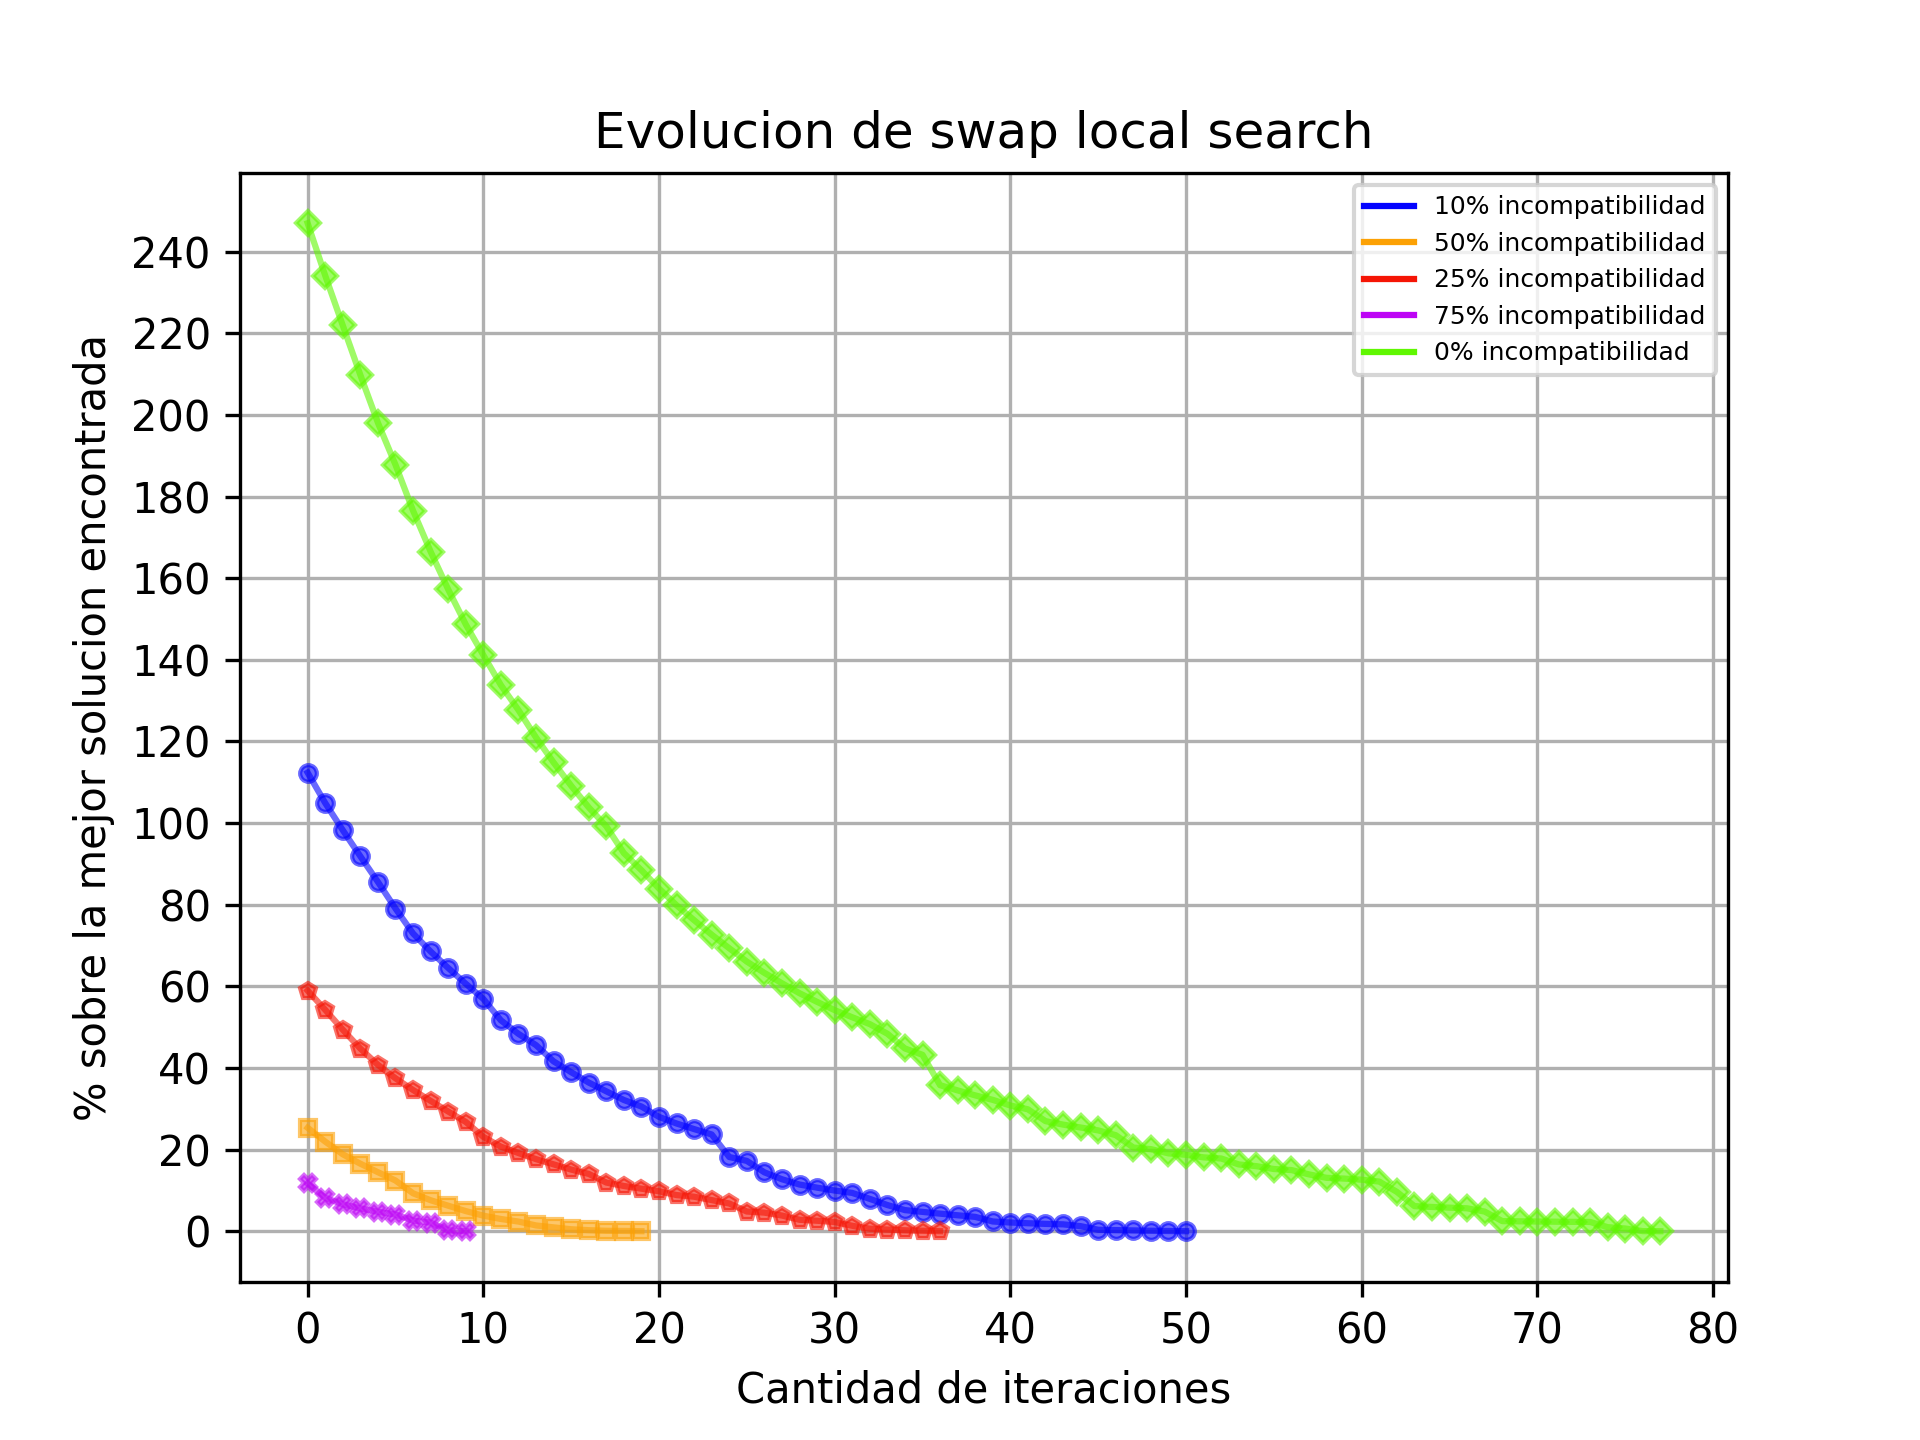 Evolucion de swap local search
10% incompatibilidad
50% incompatibilidad
25% incompatibilidad
75% incompatibilidad
0% incompatibilidad
% sobre la mejor solucion encontrada
240
220
200
180
160
140
120
100
80
60
40
20
0
0 10 20 30 40 50 60 70 80
Cantidad de iteraciones